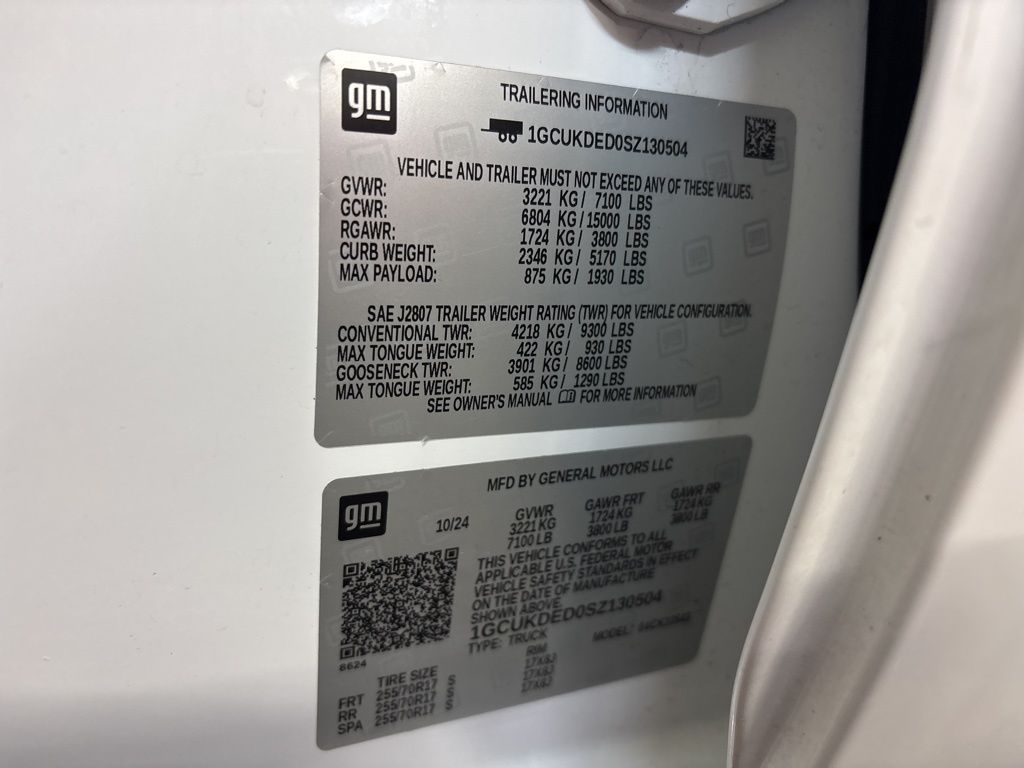 gm
TRAILERING INFORMATION
1GCUKDED0SZ130504
VEHICLE AND TRAILER MUST NOT EXCEED ANY OF THESE VALUES.
GVWR: 3221 KG / 7100 LBS
GCWR: 6804 KG / 15000 LBS
RGAWR: 1724 KG / 3800 LBS
CURB WEIGHT: 2346 KG / 5170 LBS
MAX PAYLOAD: 875 KG / 1930 LBS
SAE J2807 TRAILER WEIGHT RATING (TWR) FOR VEHICLE CONFIGURATION.
CONVENTIONAL TWR: 4218 KG / 9300 LBS
MAX TONGUE WEIGHT: 422 KG / 930 LBS
GOOSENECK TWR: 3901 KG / 8600 LBS
MAX TONGUE WEIGHT: 585 KG / 1290 LBS
SEE OWNER'S MANUAL FOR MORE INFORMATION
MFD BY GENERAL MOTORS LLC
gm
10/24
GVWR GAWR FRT GAWR RR
3221 KG 1724 KG 1724 KG
7100 LB 3800 LB 3800 LB
THIS VEHICLE CONFORMS TO ALL
APPLICABLE U.S. FEDERAL MOTOR
VEHICLE SAFETY STANDARDS IN EFFECT
ON THE DATE OF MANUFACTURE
SHOWN ABOVE.
1GCUKDED0SZ130504
TYPE: TRUCK MODEL:
8624
TIRE SIZE RIM
FRT 255/70R17 S 17X8J
RR 255/70R17 S 17X8J
SPA 255/70R17 S 17X8J